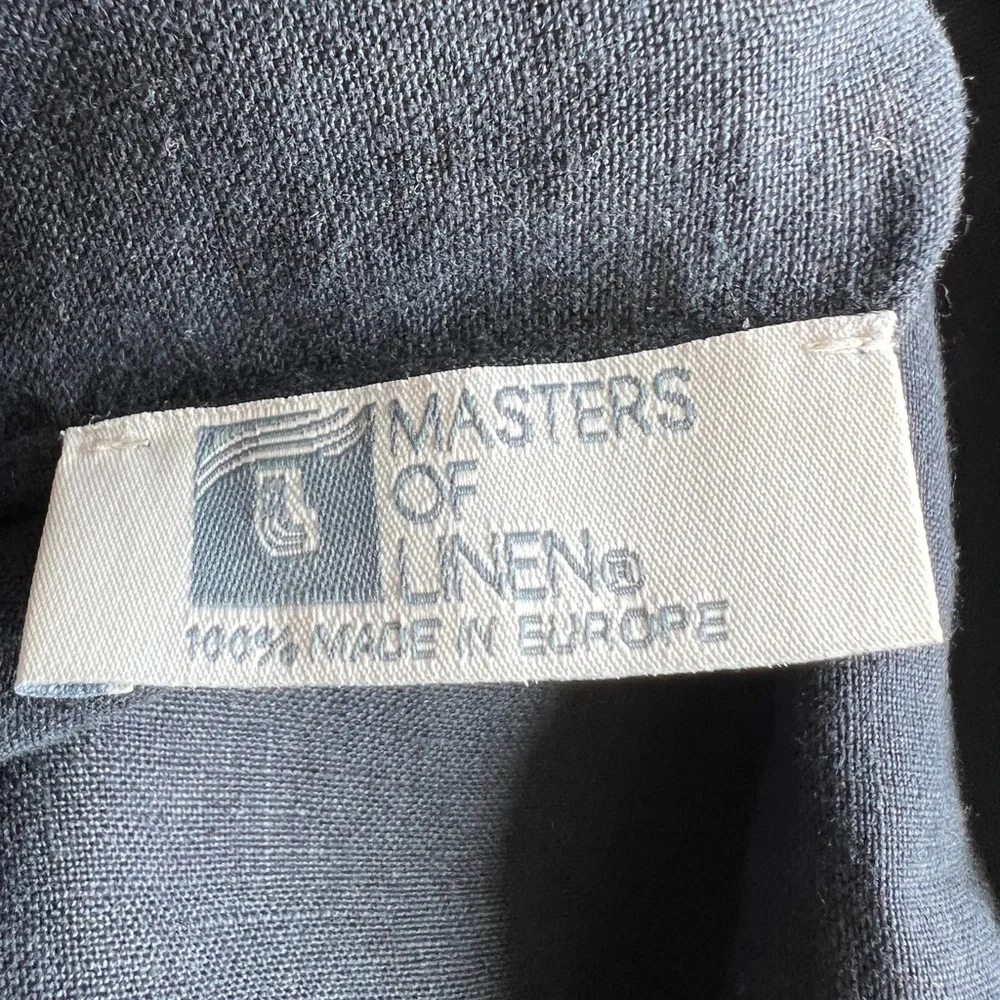 MASTERS
OF
LINEN®
100% MADE IN EUROPE